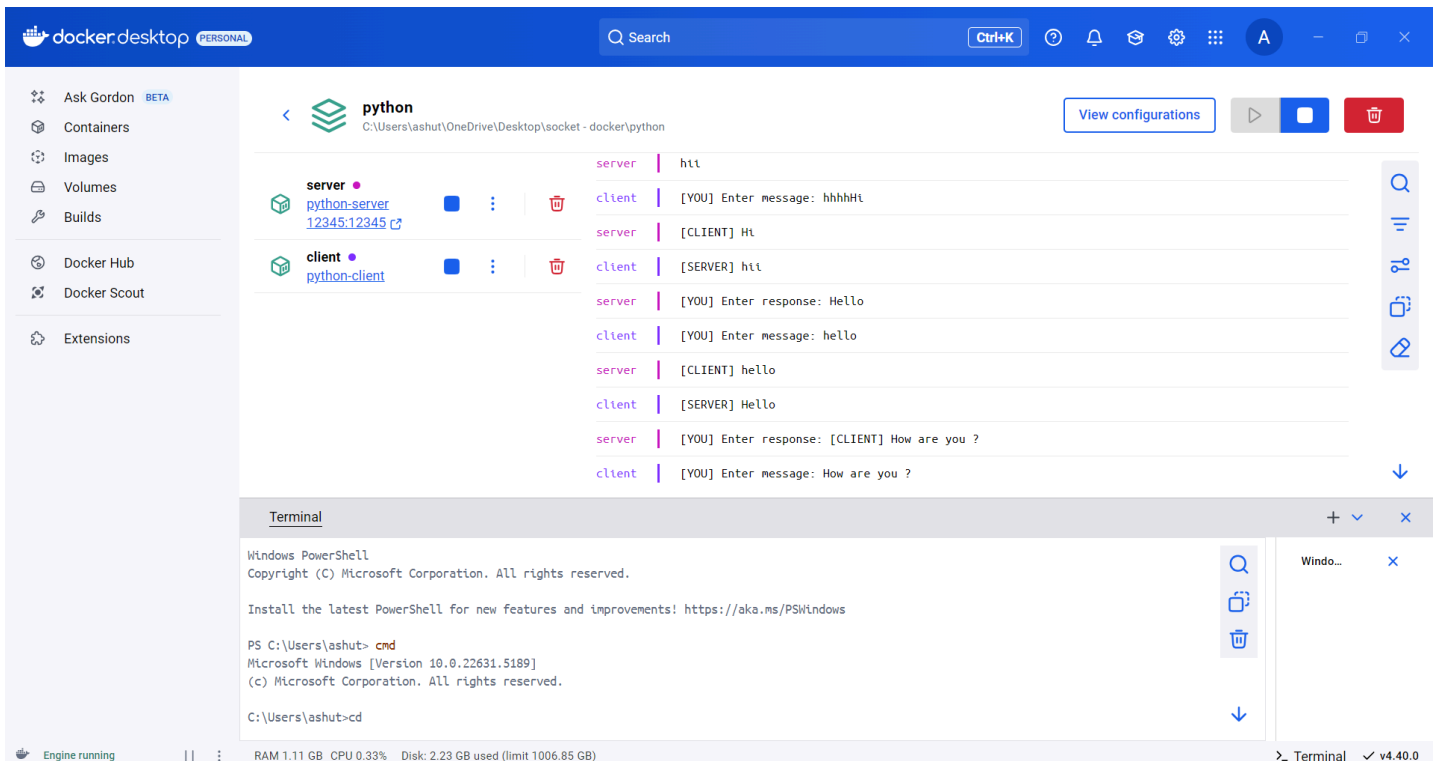 docker.desktop PERSONAL
Search
Ctrl+K
A
Ask Gordon BETA
Containers
Images
Volumes
Builds
Docker Hub
Docker Scout
Extensions
python
C:\Users\ashut\OneDrive\Desktop\socket - docker\python
View configurations
server
python-server
12345:12345
client
python-client
server hii
client [YOU] Enter message: hhhhHi
server [CLIENT] Hi
client [SERVER] hii
server [YOU] Enter response: Hello
client [YOU] Enter message: hello
server [CLIENT] hello
client [SERVER] Hello
server [YOU] Enter response: [CLIENT] How are you ?
client [YOU] Enter message: How are you ?
Terminal
Windows PowerShell
Copyright (C) Microsoft Corporation. All rights reserved.
Install the latest PowerShell for new features and improvements! https://aka.ms/PSWindows
PS C:\Users\ashut> cmd
Microsoft Windows [Version 10.0.22631.5189]
(c) Microsoft Corporation. All rights reserved.
C:\Users\ashut>cd
Windo...
Engine running
RAM 1.11 GB CPU 0.33% Disk: 2.23 GB used (limit 1006.85 GB)
Terminal
v4.40.0